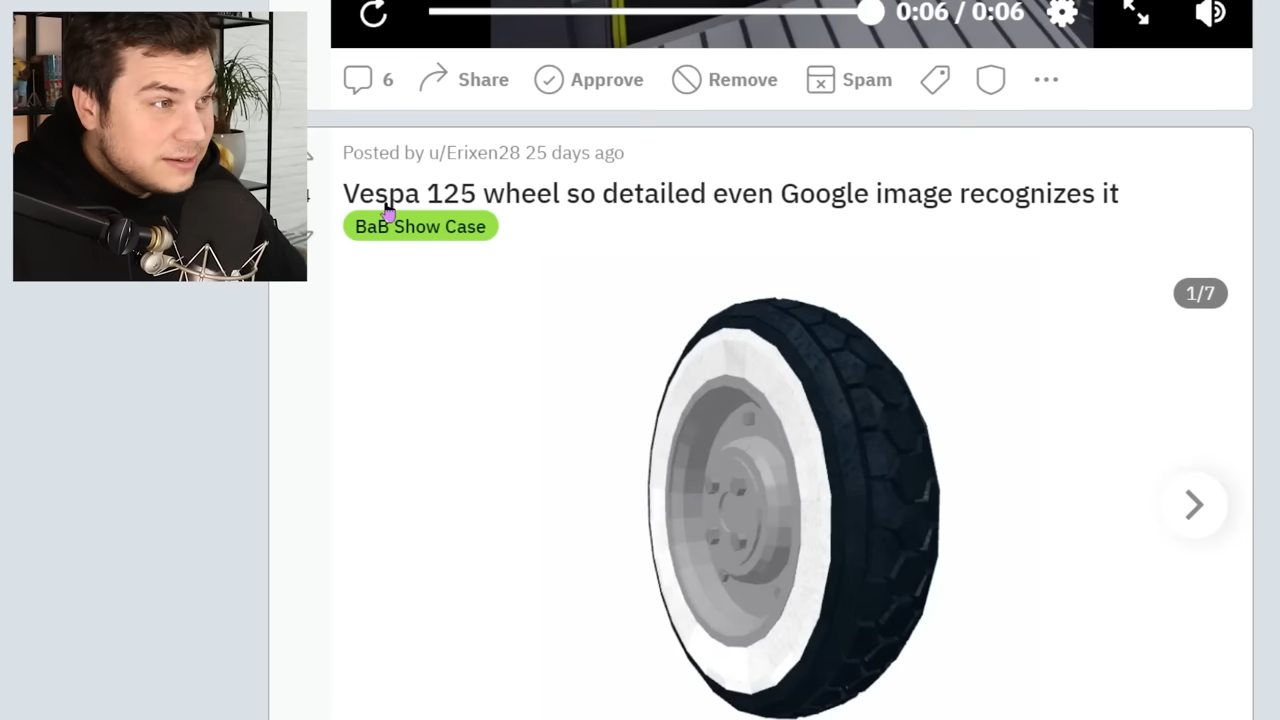 0:06 / 0:06
6 Share Approve Remove Spam
Posted by u/Erixen28 25 days ago
Vespa 125 wheel so detailed even Google image recognizes it
BaB Show Case
1/7